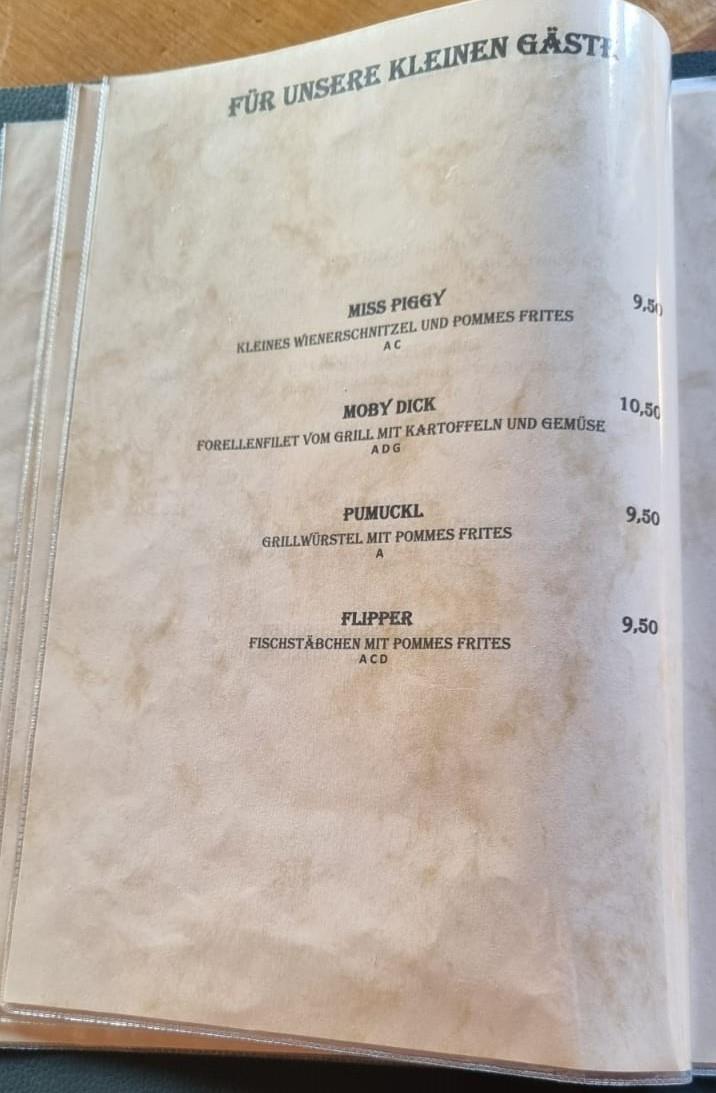 FÜR UNSERE KLEINEN GÄSTE
MISS PIGGY 9,50
KLEINES WIENERSCHNITZEL UND POMMES FRITES
A C
MOBY DICK 10,50
FORELLENFILET VOM GRILL MIT KARTOFFELN UND GEMÜSE
A D G
PUMUCKL 9,50
GRILLWÜRSTEL MIT POMMES FRITES
A
FLIPPER 9,50
FISCHSTÄBCHEN MIT POMMES FRITES
A C D